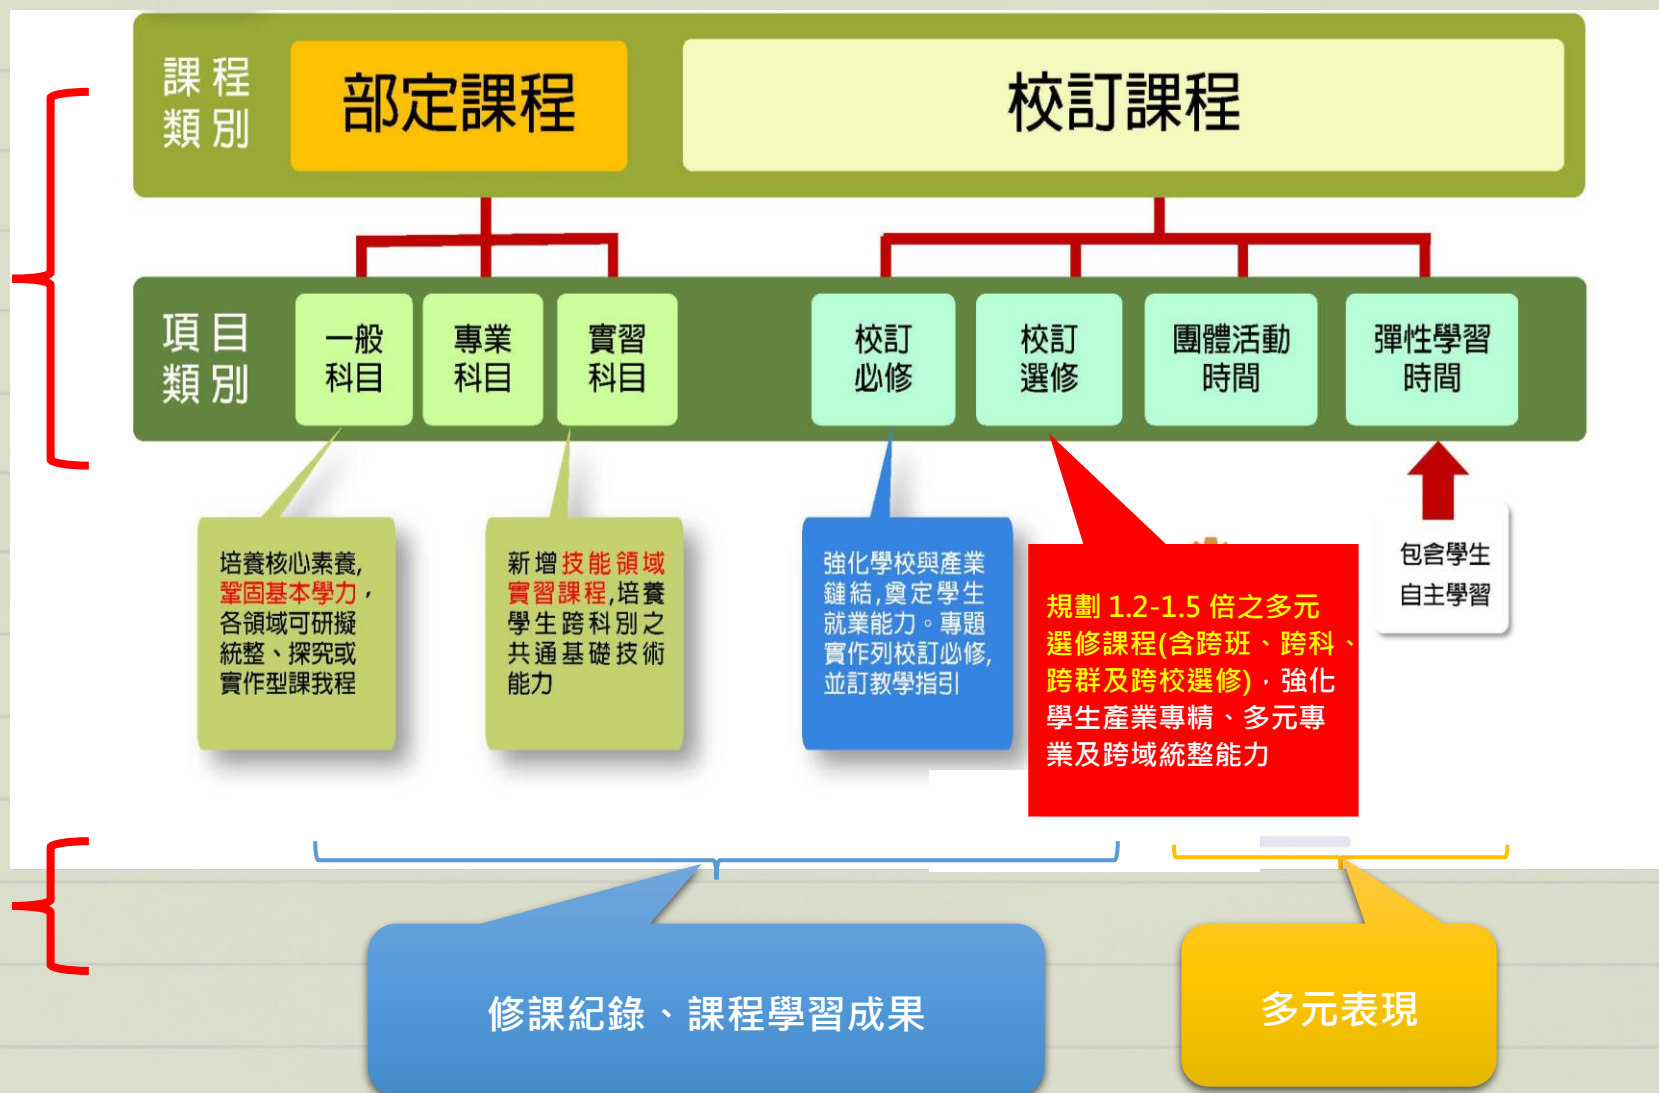 課程
類別
部定課程
校訂課程
項目
類別
一般
科目
專業
科目
實習
科目
校訂
必修
校訂
選修
團體活動
時間
彈性學習
時間
培養核心素養,
鞏固基本學力，
各領域可研擬
統整、探究或
實作型課我程
新增技能領域
實習課程,培養
學生跨科別之
共通基礎技術
能力
強化學校與產業
鏈結,奠定學生
就業能力。專題
實作列校訂必修,
並訂教學指引
規劃 1.2-1.5 倍之多元
選修課程(含跨班、跨科、
跨群及跨校選修)，強化
學生產業專精、多元專
業及跨域統整能力
包含學生
自主學習
修課紀錄、課程學習成果
多元表現